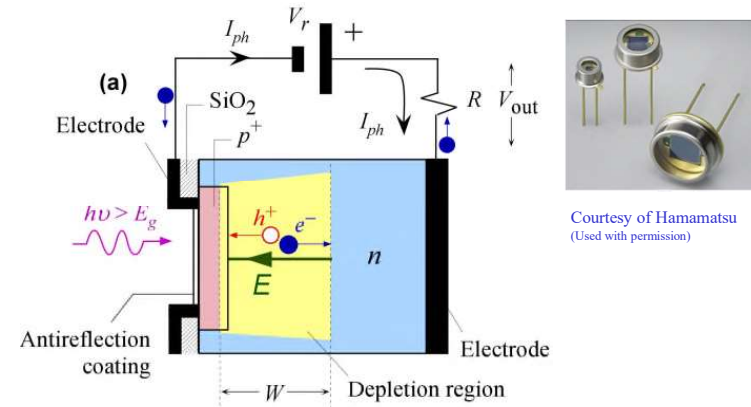 V_r
I_ph
+
(a)
SiO_2
R
V_out
Electrode
p^+
I_ph
hυ > E_g
h^+
e^−
n
E
Courtesy of Hamamatsu
(Used with permission)
Antireflection
coating
Electrode
W
Depletion region